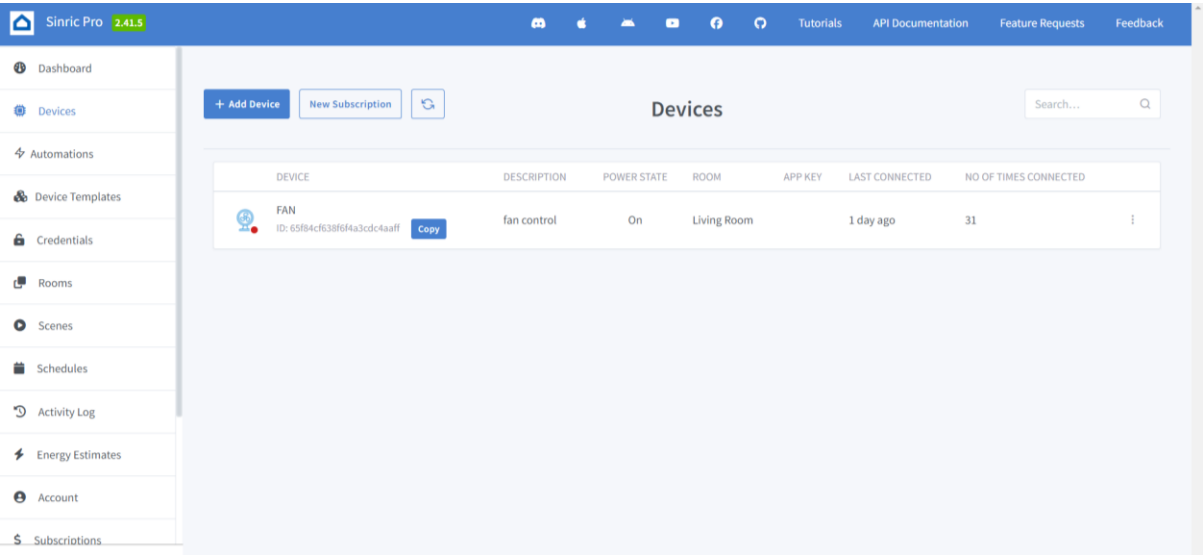 Sinric Pro 2.41.5
Tutorials API Documentation Feature Requests Feedback
Dashboard
Devices
Automations
Device Templates
Credentials
Rooms
Scenes
Schedules
Activity Log
Energy Estimates
Account
Subscriptions
+ Add Device New Subscription
Devices
Search...
DEVICE DESCRIPTION POWER STATE ROOM APP KEY LAST CONNECTED NO OF TIMES CONNECTED
FAN
ID: 65f84cf638f6f4a3cdc4aaff Copy
fan control On Living Room 1 day ago 31